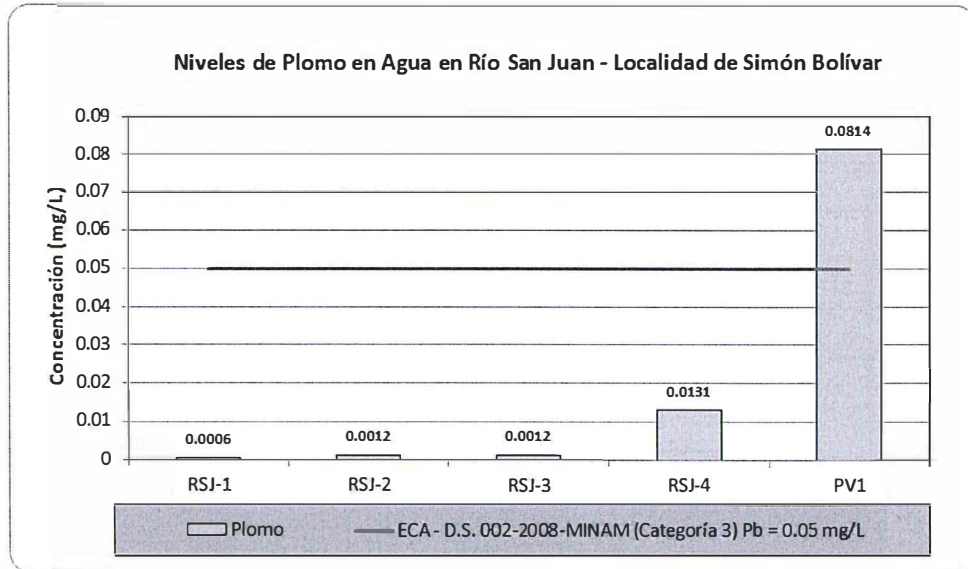 Niveles de Plomo en Agua en Río San Juan - Localidad de Simón Bolívar
Concentración (mg/L)
0.09
0.08
0.07
0.06
0.05
0.04
0.03
0.02
0.01
0
0.0006
0.0012
0.0012
0.0131
0.0814
RSJ-1
RSJ-2
RSJ-3
RSJ-4
PV1
Plomo
ECA - D.S. 002-2008-MINAM (Categoría 3) Pb = 0.05 mg/L